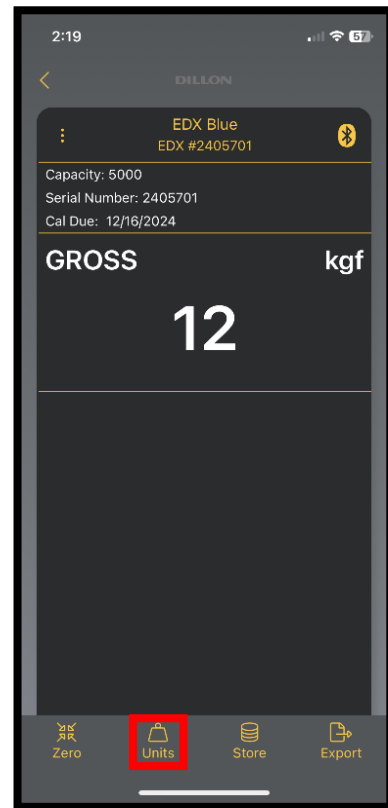 2:19
57
DILLON
EDX Blue
EDX #2405701
Capacity: 5000
Serial Number: 2405701
Cal Due: 12/16/2024
GROSS kgf
12
Zero Units Store Export